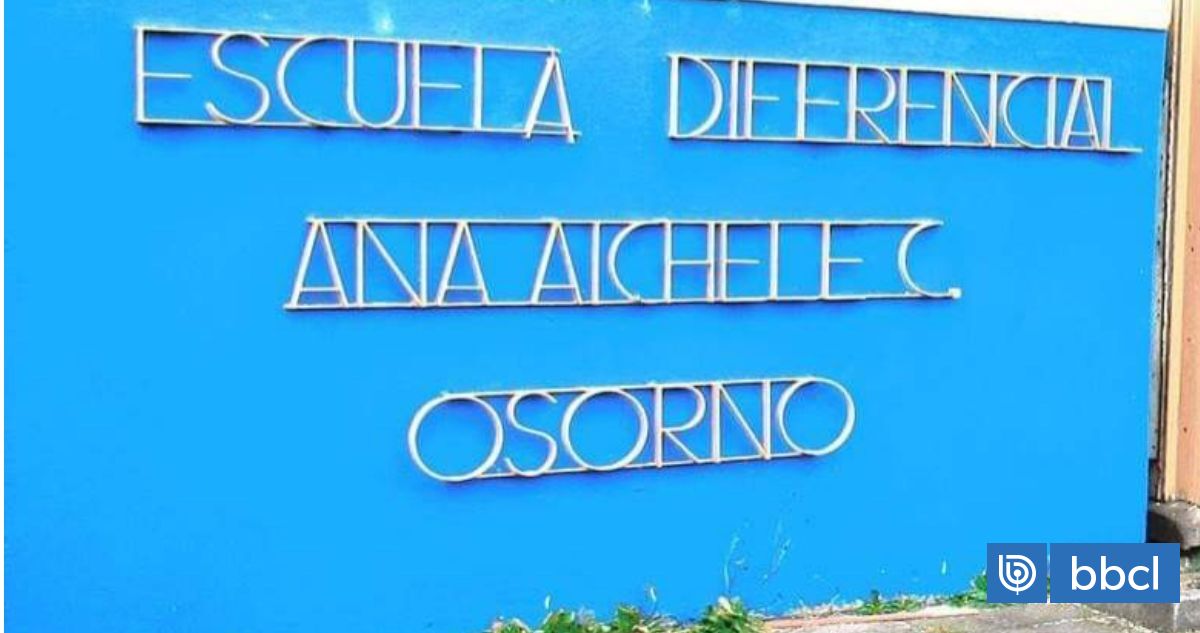 ESCUELA DIFERENCIAL
ANA AICHELE C.
OSORNO
bbcl